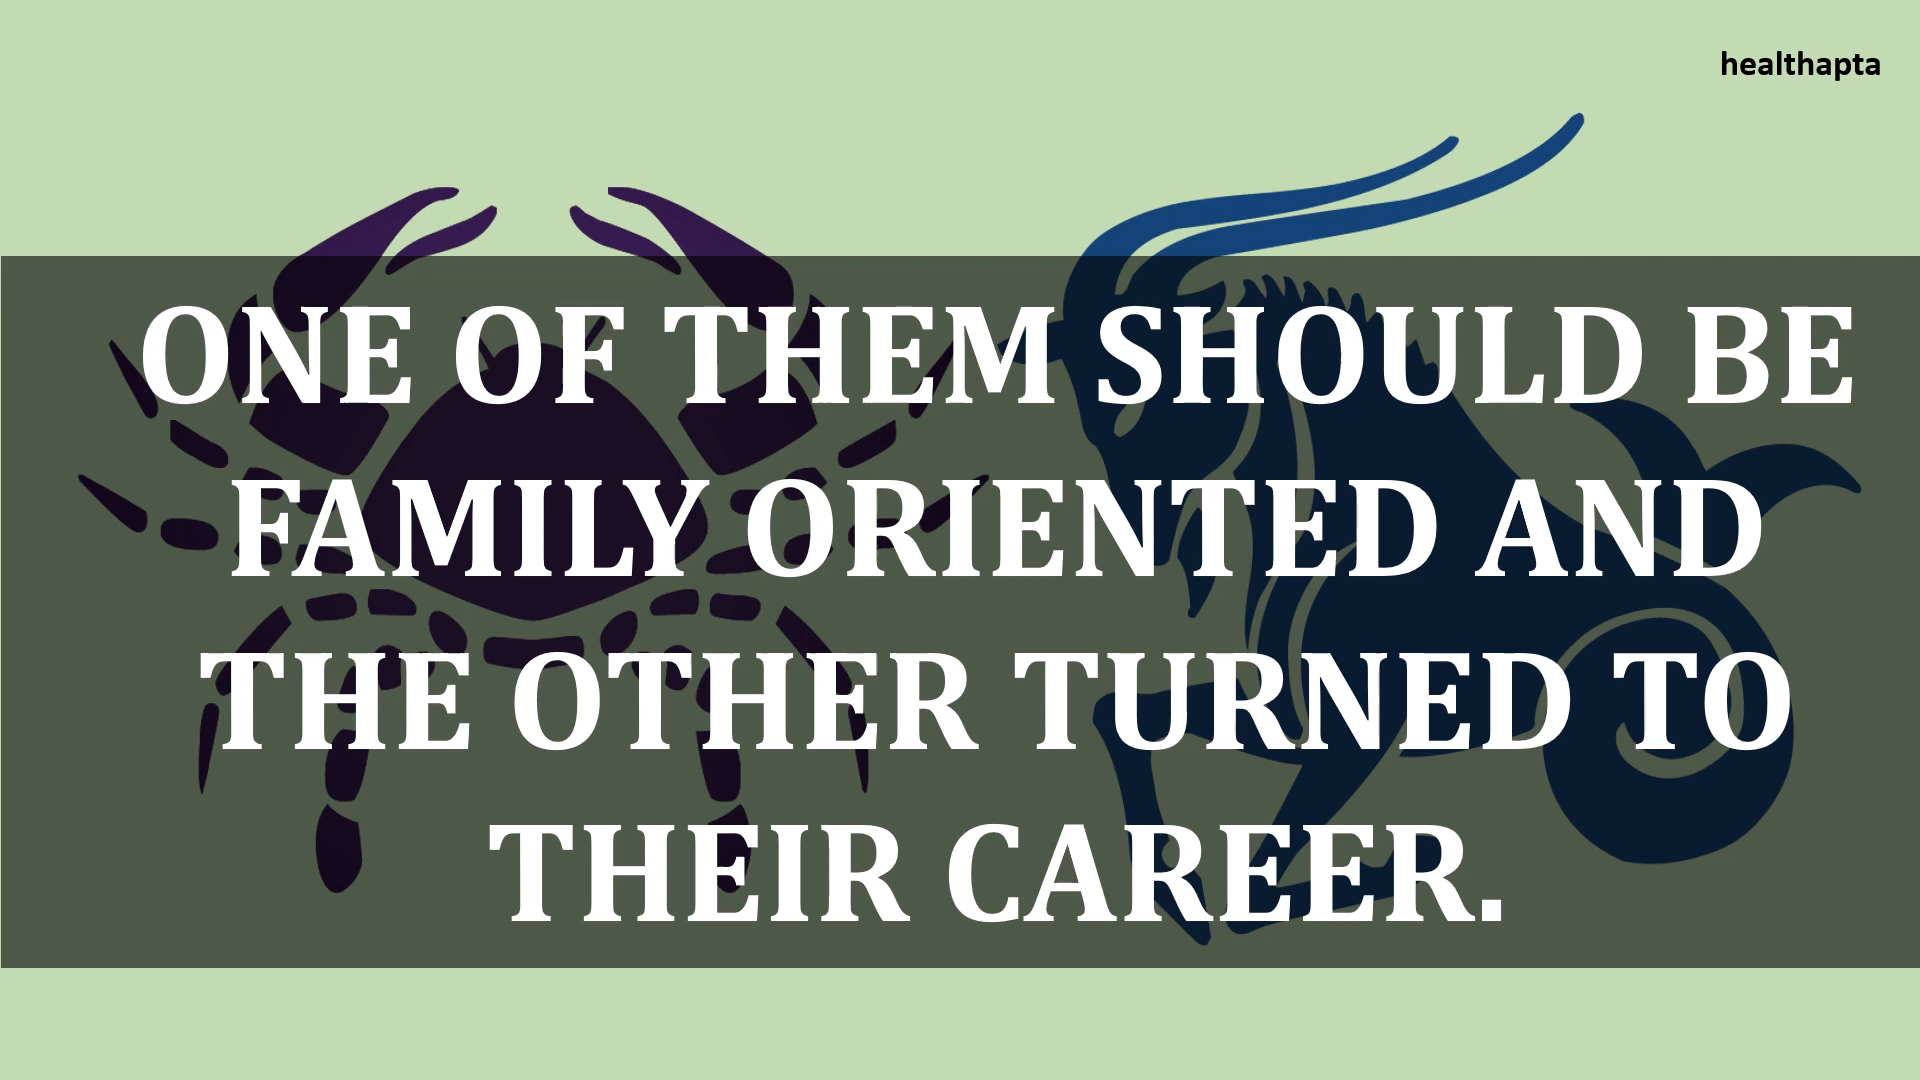 healthapta
ONE OF THEM SHOULD BE
FAMILY ORIENTED AND
THE OTHER TURNED TO
THEIR CAREER.